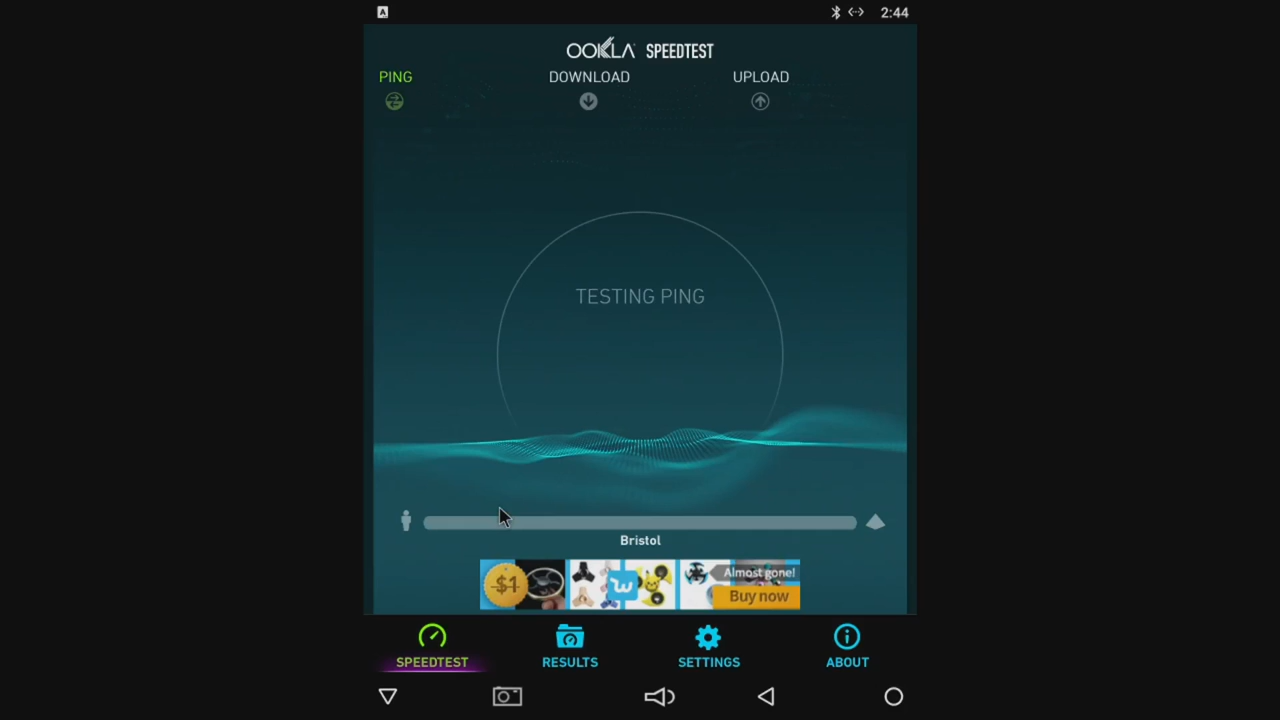 2:44
OOKLA SPEEDTEST
PING DOWNLOAD UPLOAD
TESTING PING
Bristol
$1
w
Almost gone!
Buy now
SPEEDTEST RESULTS SETTINGS ABOUT